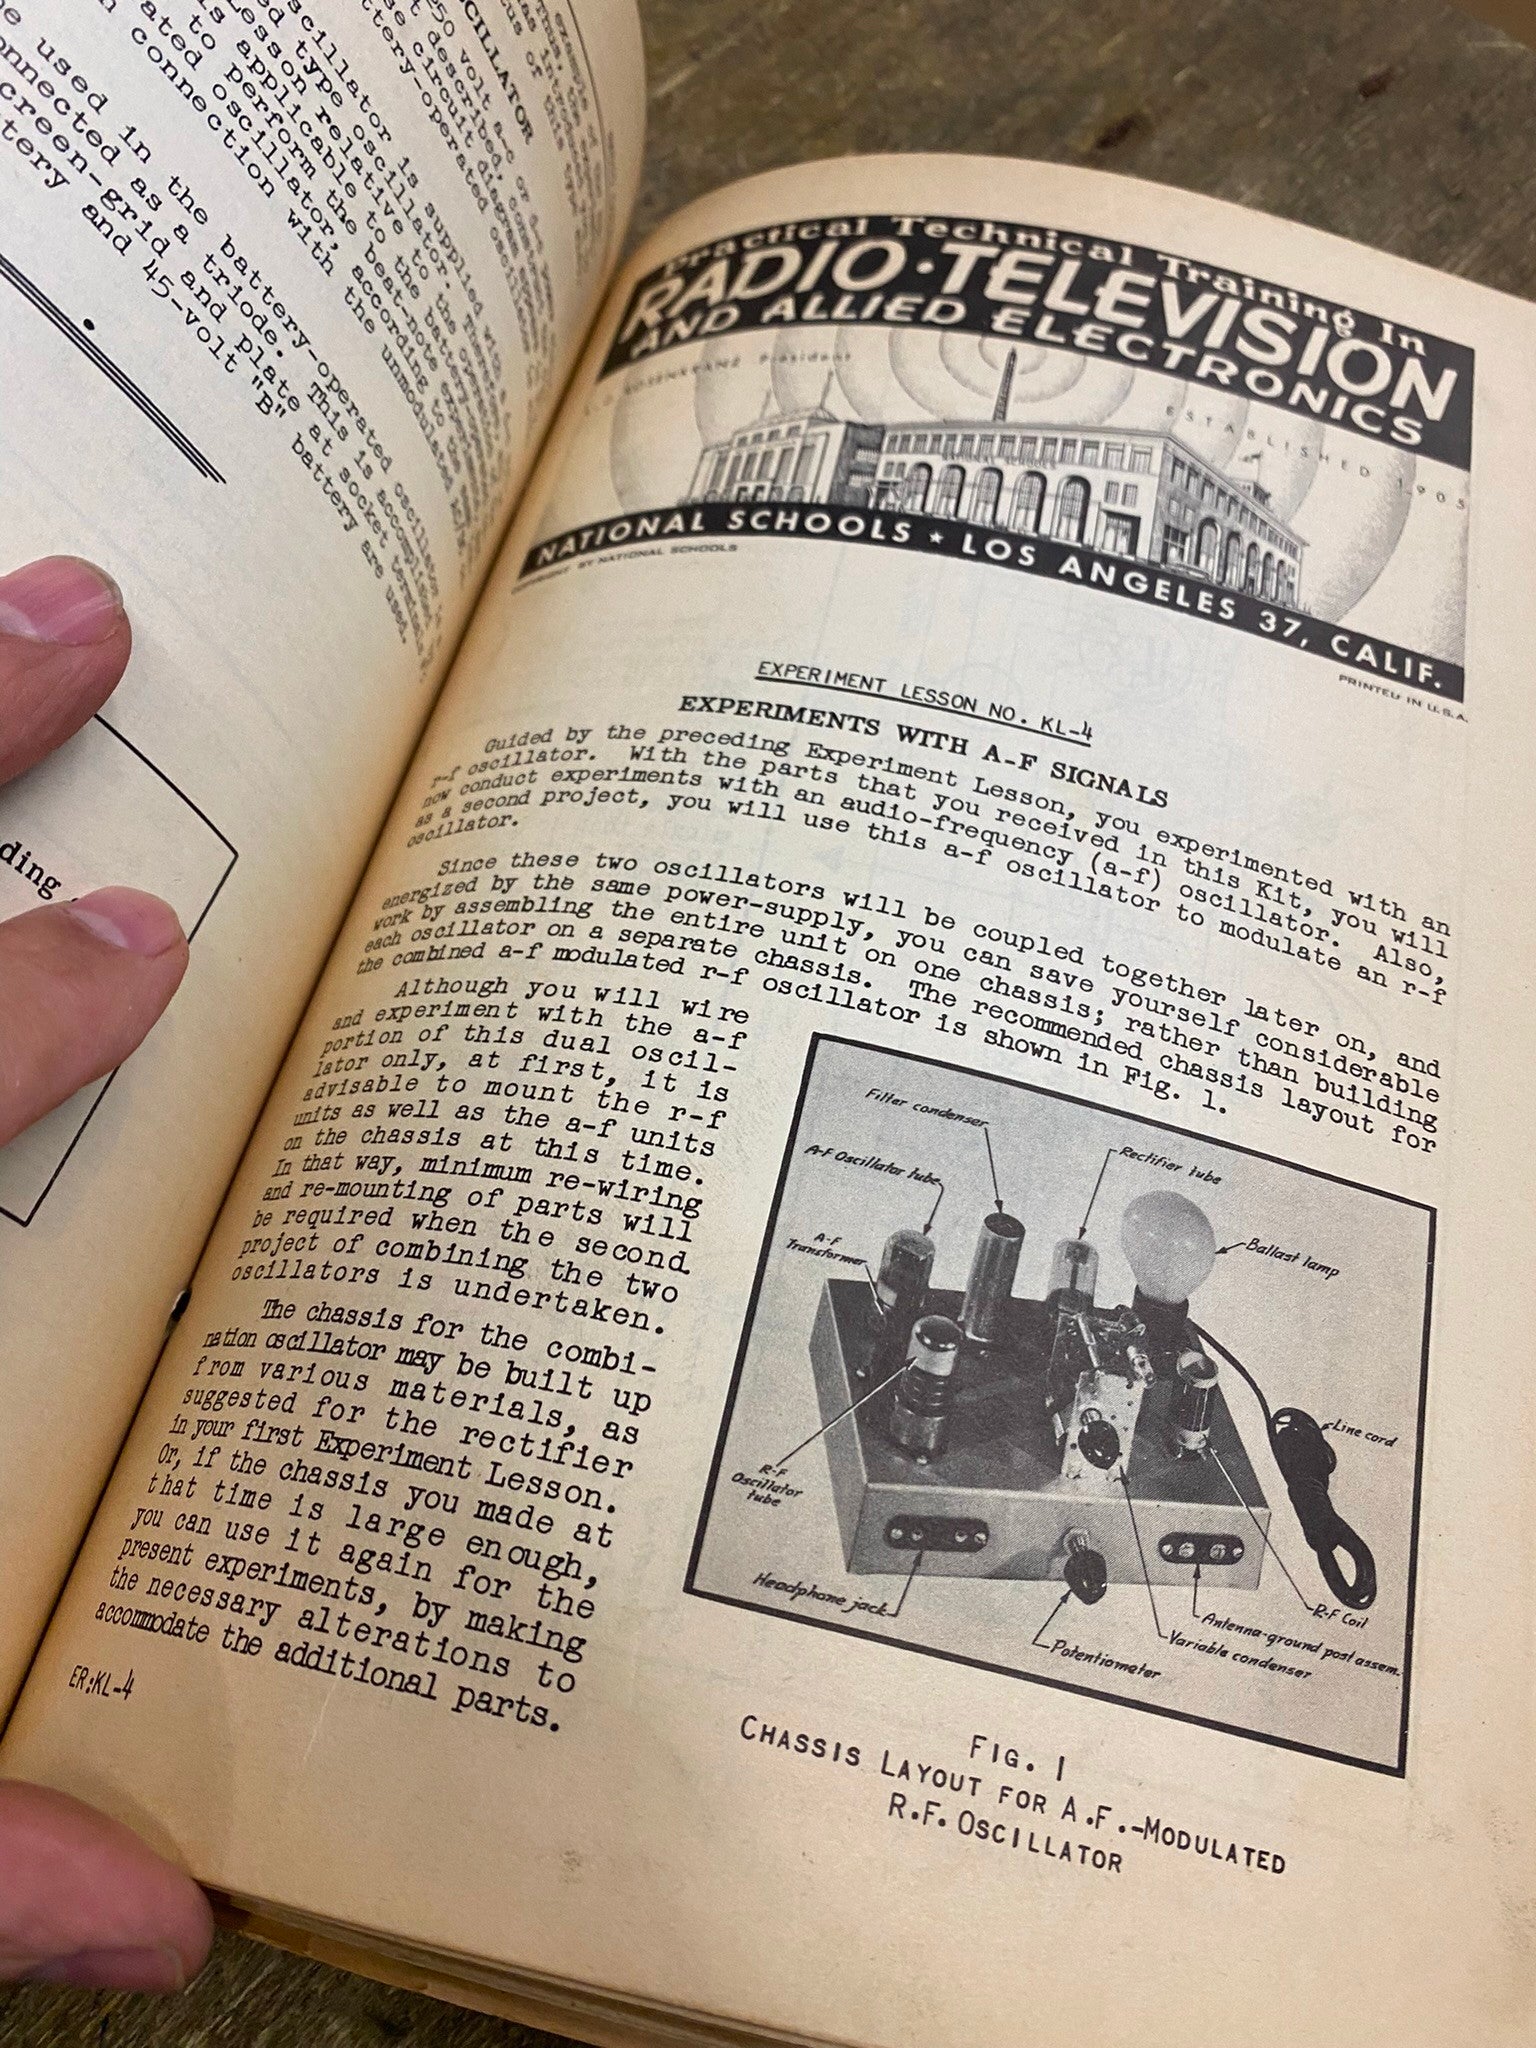 e used in the battery-operated oscillator
nnected as a triode. This is accomplished
creen-grid and plate at socket
tery and 45-volt "B" battery are used.
ding
Practical Technical Training In
RADIO·TELEVISION
AND ALLIED ELECTRONICS
ROSENKRANZ President
ESTABLISHED 1905
NATIONAL SCHOOLS ★ LOS ANGELES 37, CALIF.
COPYRIGHT BY NATIONAL SCHOOLS
PRINTED IN U.S.A.
EXPERIMENT LESSON NO. KL-4
EXPERIMENTS WITH A-F SIGNALS
Guided by the preceding Experiment Lesson, you experimented with an
r-f oscillator. With the parts that you received in this Kit, you will
now conduct experiments with an audio-frequency (a-f) oscillator. Also,
as a second project, you will use this a-f oscillator to modulate an r-f
oscillator.
Since these two oscillators will be coupled together later on, and
energized by the same power-supply, you can save yourself considerable
work by assembling the entire unit on one chassis; rather than building
each oscillator on a separate chassis. The recommended chassis layout for
the combined a-f modulated r-f oscillator is shown in Fig. 1.
Although you will wire
and experiment with the a-f
portion of this dual oscil-
lator only, at first, it is
advisable to mount the r-f
units as well as the a-f units
on the chassis at this time.
In that way, minimum re-wiring
and re-mounting of parts will
be required when the second
project of combining the two
oscillators is undertaken.
The chassis for the combi-
nation oscillator may be built up
from various materials, as
suggested for the rectifier
in your first Experiment Lesson.
Or, if the chassis you made at
that time is large enough,
you can use it again for the
present experiments, by making
the necessary alterations to
accommodate the additional parts.
ER:KL-4
Filter condenser
A-F Oscillator tube
Rectifier tube
A-F
Transformer
Ballast lamp
Line cord
R-F
Oscillator
tube
Headphone jack
R-F Coil
Antenna-ground post assem.
Variable condenser
Potentiometer
FIG. 1
CHASSIS LAYOUT FOR A.F.-MODULATED
R.F. OSCILLATOR